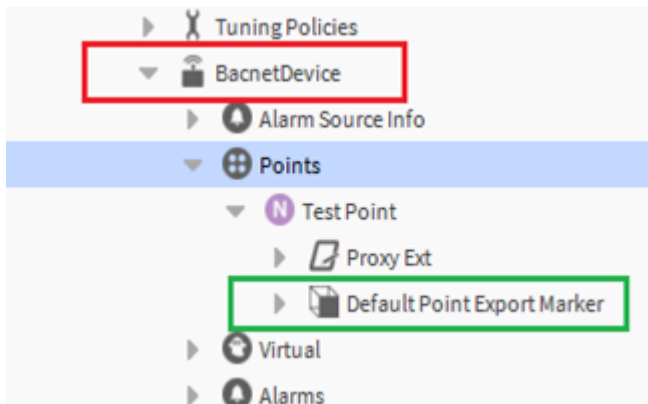 Tuning Policies
BacnetDevice
Alarm Source Info
Points
N Test Point
Proxy Ext
Default Point Export Marker
Virtual
Alarms